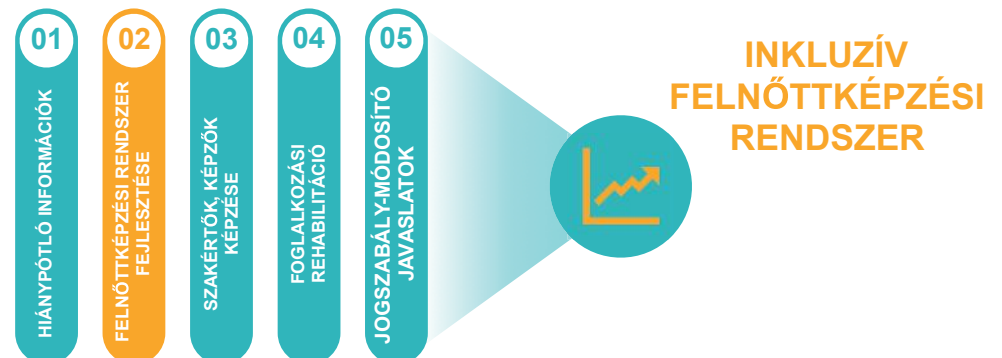 01
HIÁNYPÓTLÓ INFORMÁCIÓK
02
FELNŐTTKÉPZÉSI RENDSZER
FEJLESZTÉSE
03
SZAKÉRTŐK, KÉPZŐK
KÉPZÉSE
04
FOGLALKOZÁSI
REHABILITÁCIÓ
05
JOGSZABÁLY-MÓDOSÍTÓ
JAVASLATOK
INKLUZÍV
FELNŐTTKÉPZÉSI
RENDSZER